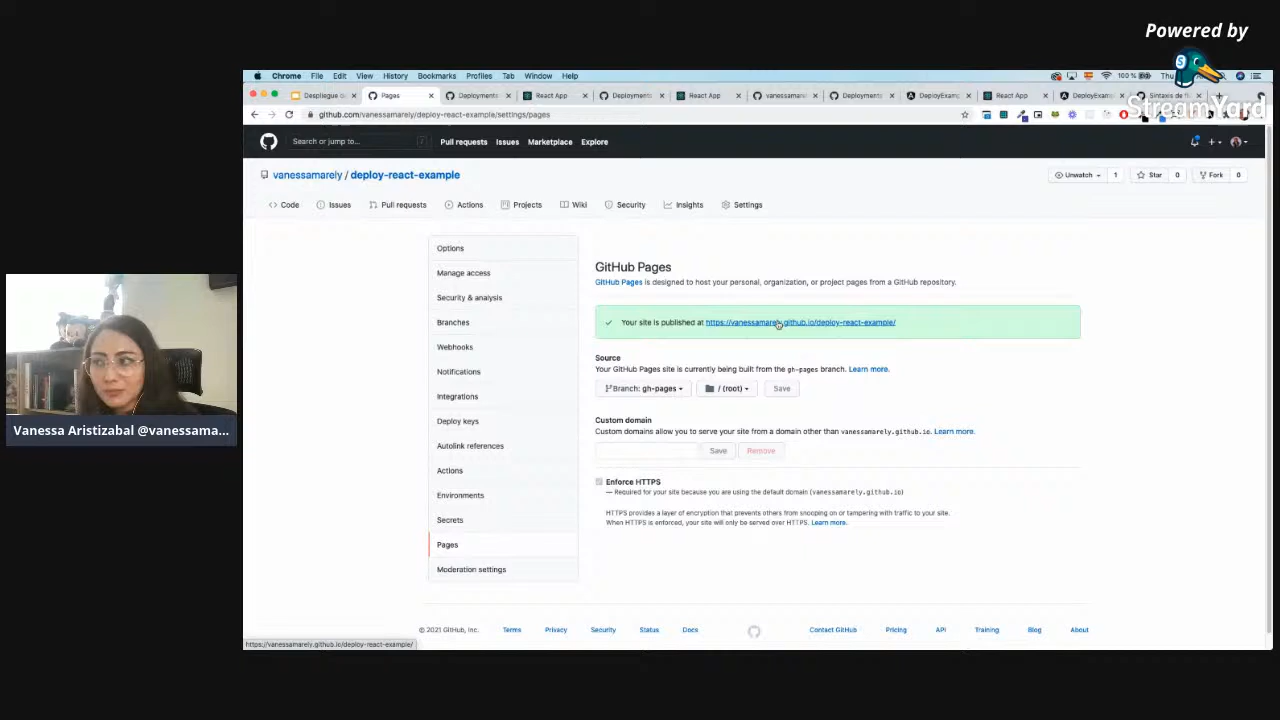 Powered by
StreamYard
Chrome File Edit View History Bookmarks Profiles Tab Window Help
100%
Pages
Deployments
React App
Deployments
React App
vanessamar
Deployments
DeployExamp
React App
DeployExamp
github.com/vanessamarely/deploy-react-example/settings/pages
Search or jump to...
/
Pull requests Issues Marketplace Explore
vanessamarely / deploy-react-example
Unwatch 1
Star 0
Fork 0
Code Issues Pull requests Actions Projects Wiki Security Insights Settings
Options
Manage access
Security & analysis
Branches
Webhooks
Notifications
Integrations
Deploy keys
Autolink references
Actions
Environments
Secrets
Pages
Moderation settings
GitHub Pages
GitHub Pages is designed to host your personal, organization, or project pages from a GitHub repository.
Your site is published at https://vanessamarely.github.io/deploy-react-example/
Source
Your GitHub Pages site is currently being built from the gh-pages branch. Learn more.
Branch: gh-pages
/ (root)
Save
Custom domain
Custom domains allow you to serve your site from a domain other than vanessamarely.github.io. Learn more.
Save
Remove
Enforce HTTPS
— Required for your site because you are using the default domain (vanessamarely.github.io)
HTTPS provides a layer of encryption that prevents others from snooping on or tampering with traffic to your site.
When HTTPS is enforced, your site will only be served over HTTPS. Learn more.
Vanessa Aristizabal @vanessama...
© 2021 GitHub, Inc. Terms Privacy Security Status Docs Contact GitHub Pricing API Training Blog About
https://vanessamarely.github.io/deploy-react-example/